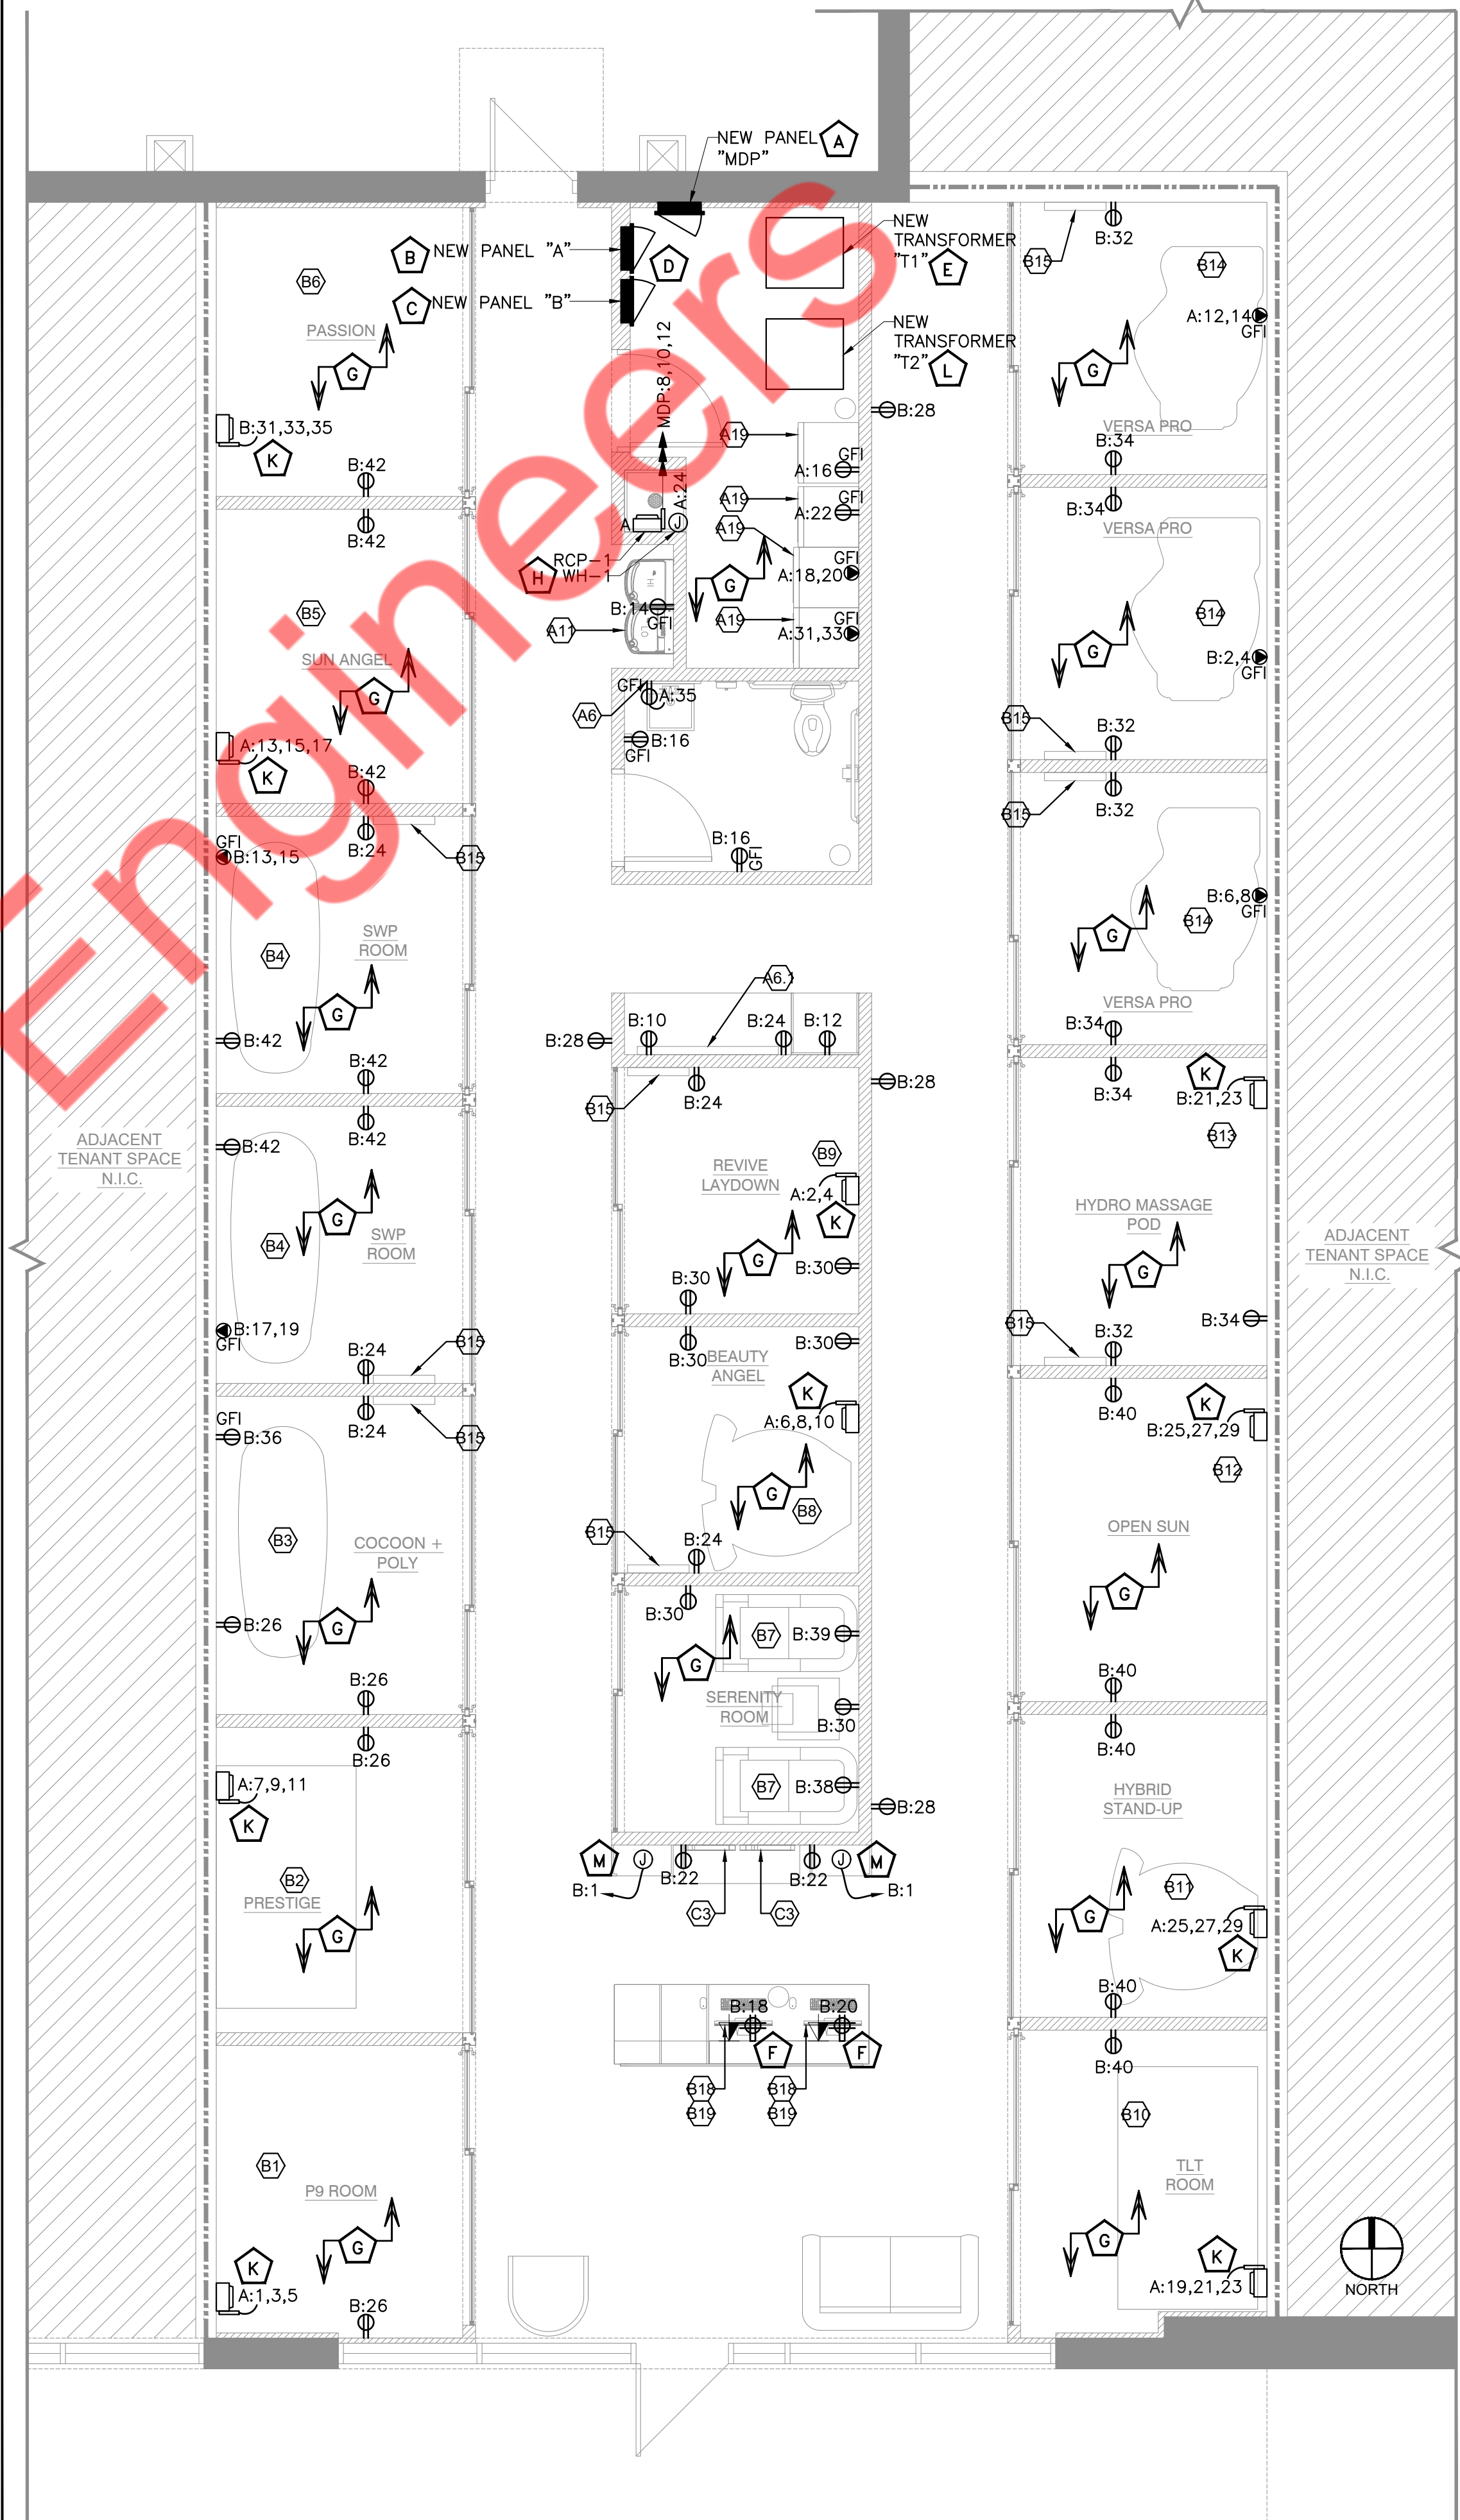 NEW PANEL
"MDP"
A
NEW PANEL "A"
B
NEW PANEL "B"
C
D
NEW
TRANSFORMER
"T1"
E
NEW
TRANSFORMER
"T2"
L
MDP:8,10,12
B:28
B6
PASSION
G
B:31,33,35
K
B:42
B:42
B5
SUN ANGEL
G
A:13,15,17
K
B:42
B:24
B15
GFI
B:13,15
B4
SWP
ROOM
G
B:42
B:42
B:42
B:42
B4
G
SWP
ROOM
B:17,19
GFI
B:24
B15
B:24
B15
GFI
B:36
B3
COCOON +
POLY
G
B:26
B:26
B:26
A:7,9,11
K
B2
PRESTIGE
G
B1
P9 ROOM
G
K
A:1,3,5
B:26
A19
GFI
A:16
A19
GFI
A:22
A19
GFI
A:18,20
A19
GFI
A:31,33
G
A:24
A
J
RCP-1
H
WH-1
B:14
GFI
A11
GFI
A:35
A6
B:16
GFI
B:16
GFI
A6.1
B:28
B:10
B:24
B:12
B:28
B15
B:24
B9
REVIVE
LAYDOWN
A:2,4
K
G
B:30
B:30
B:30
B:30
BEAUTY
ANGEL
K
A:6,8,10
G
B8
B15
B:24
B:30
B7
B:39
G
SERENITY
ROOM
B:30
B7
B:38
B:28
M
J
B:22
B:22
J
M
B:1
B:1
C3
C3
B:18
B:20
F
F
B18
B18
B19
B19
B15
B:32
B14
A:12,14
GFI
G
VERSA PRO
B:34
B:34
VERSA PRO
B14
G
B:2,4
GFI
B15
B:32
B15
B:32
B:6,8
GFI
B14
G
VERSA PRO
B:34
B:34
K
B:21,23
B13
HYDRO MASSAGE
POD
G
B15
B:32
B:34
B:40
K
B:25,27,29
B12
OPEN SUN
G
B:40
B:40
HYBRID
STAND-UP
B11
G
A:25,27,29
K
B:40
B:40
B10
TLT
ROOM
G
K
A:19,21,23
ADJACENT
TENANT SPACE
N.I.C.
ADJACENT
TENANT SPACE
N.I.C.
NORTH
Engineers